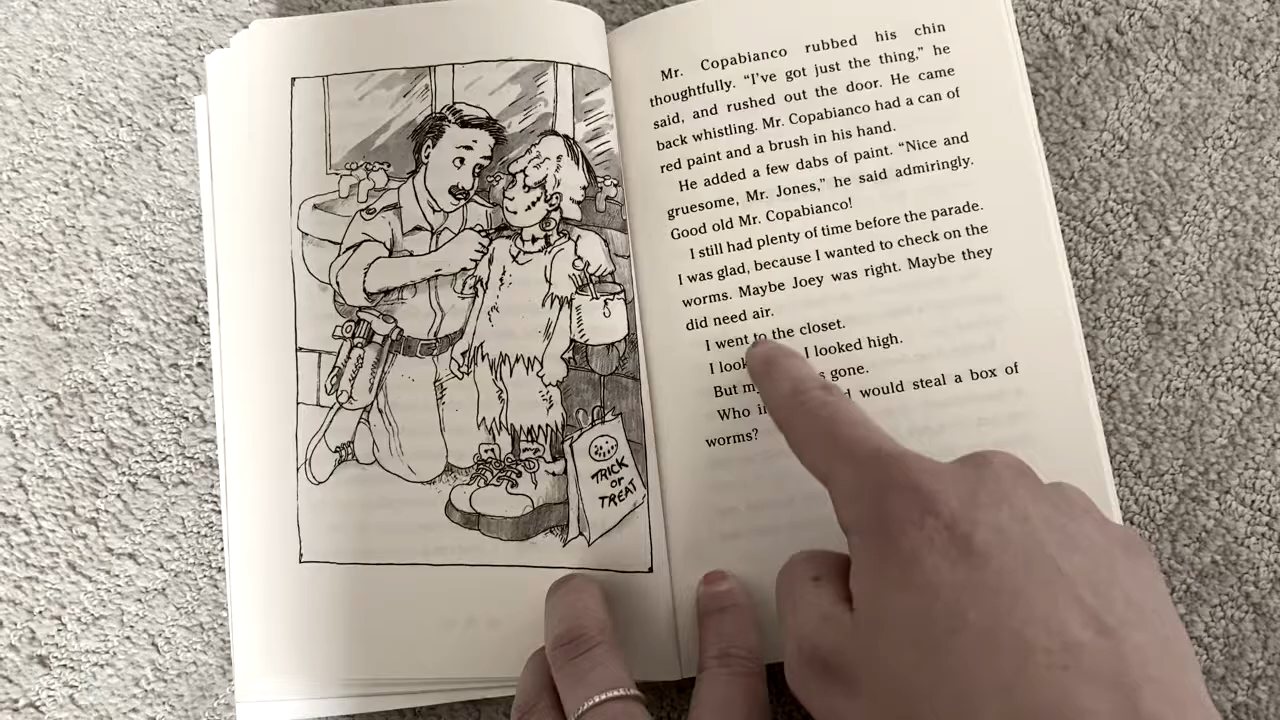 TRICK
or
TREAT
Mr. Copabianco rubbed his chin
thoughtfully. “I’ve got just the thing,” he
said, and rushed out the door. He came
back whistling. Mr. Copabianco had a can of
red paint and a brush in his hand.
He added a few dabs of paint. “Nice and
gruesome, Mr. Jones,” he said admiringly.
Good old Mr. Copabianco!
I still had plenty of time before the parade.
I was glad, because I wanted to check on the
worms. Maybe Joey was right. Maybe they
did need air.
I went to the closet.
I I looked high.
But gone.
Who would steal a box of
worms?